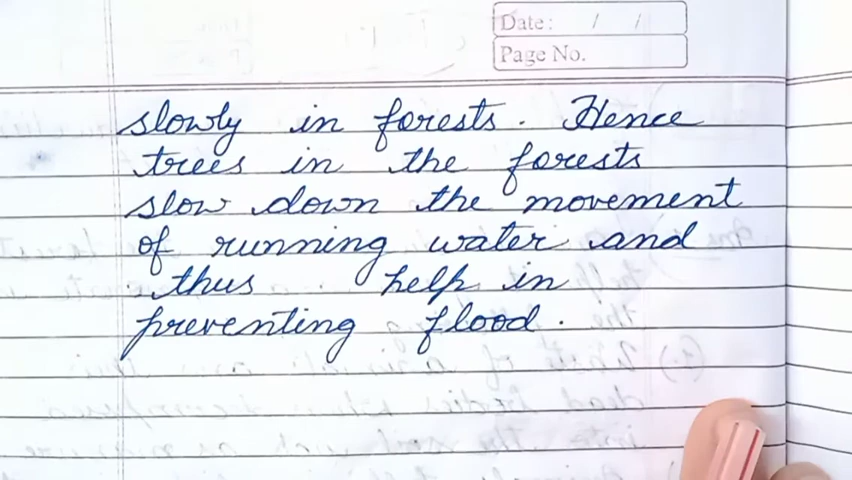 Date: / /
Page No.
slowly in forests. Hence
trees in the forests
slow down the movement
of running water and
thus help in
preventing flood.